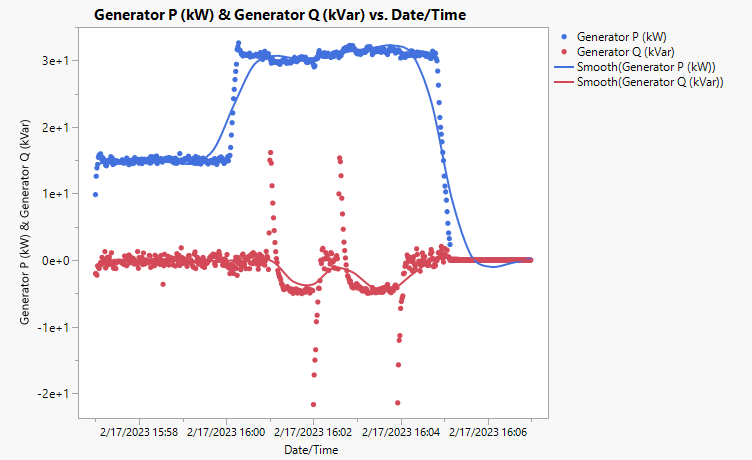 Generator P (kW) & Generator Q (kVar) vs. Date/Time
Generator P (kW)
Generator Q (kVar)
Smooth(Generator P (kW))
Smooth(Generator Q (kVar))
Generator P (kW) & Generator Q (kVar)
3e+1
2e+1
1e+1
0e+0
-1e+1
-2e+1
2/17/2023 15:58 2/17/2023 16:00 2/17/2023 16:02 2/17/2023 16:04 2/17/2023 16:06
Date/Time